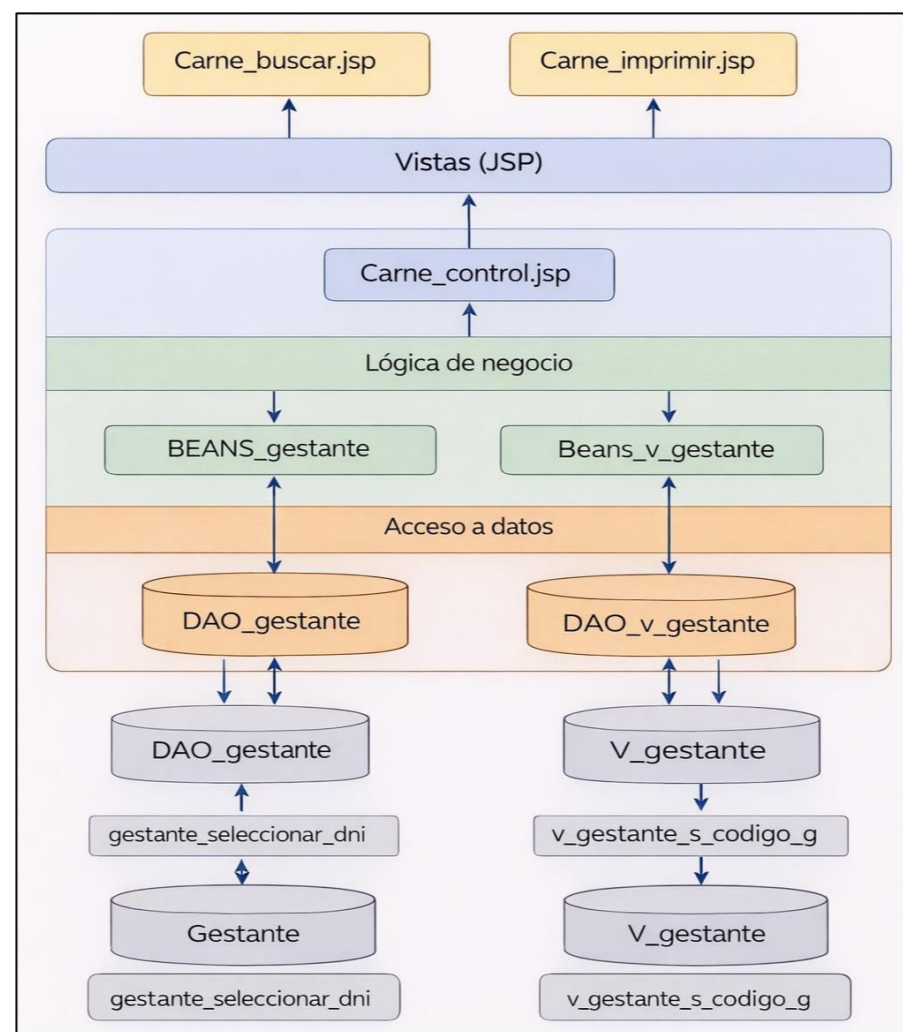 Carne_buscar.jsp
Carne_imprimir.jsp
Vistas (JSP)
Carne_control.jsp
Lógica de negocio
BEANS_gestante
Beans_v_gestante
Acceso a datos
DAO_gestante
DAO_v_gestante
DAO_gestante
V_gestante
gestante_seleccionar_dni
v_gestante_s_codigo_g
Gestante
V_gestante
gestante_seleccionar_dni
v_gestante_s_codigo_g